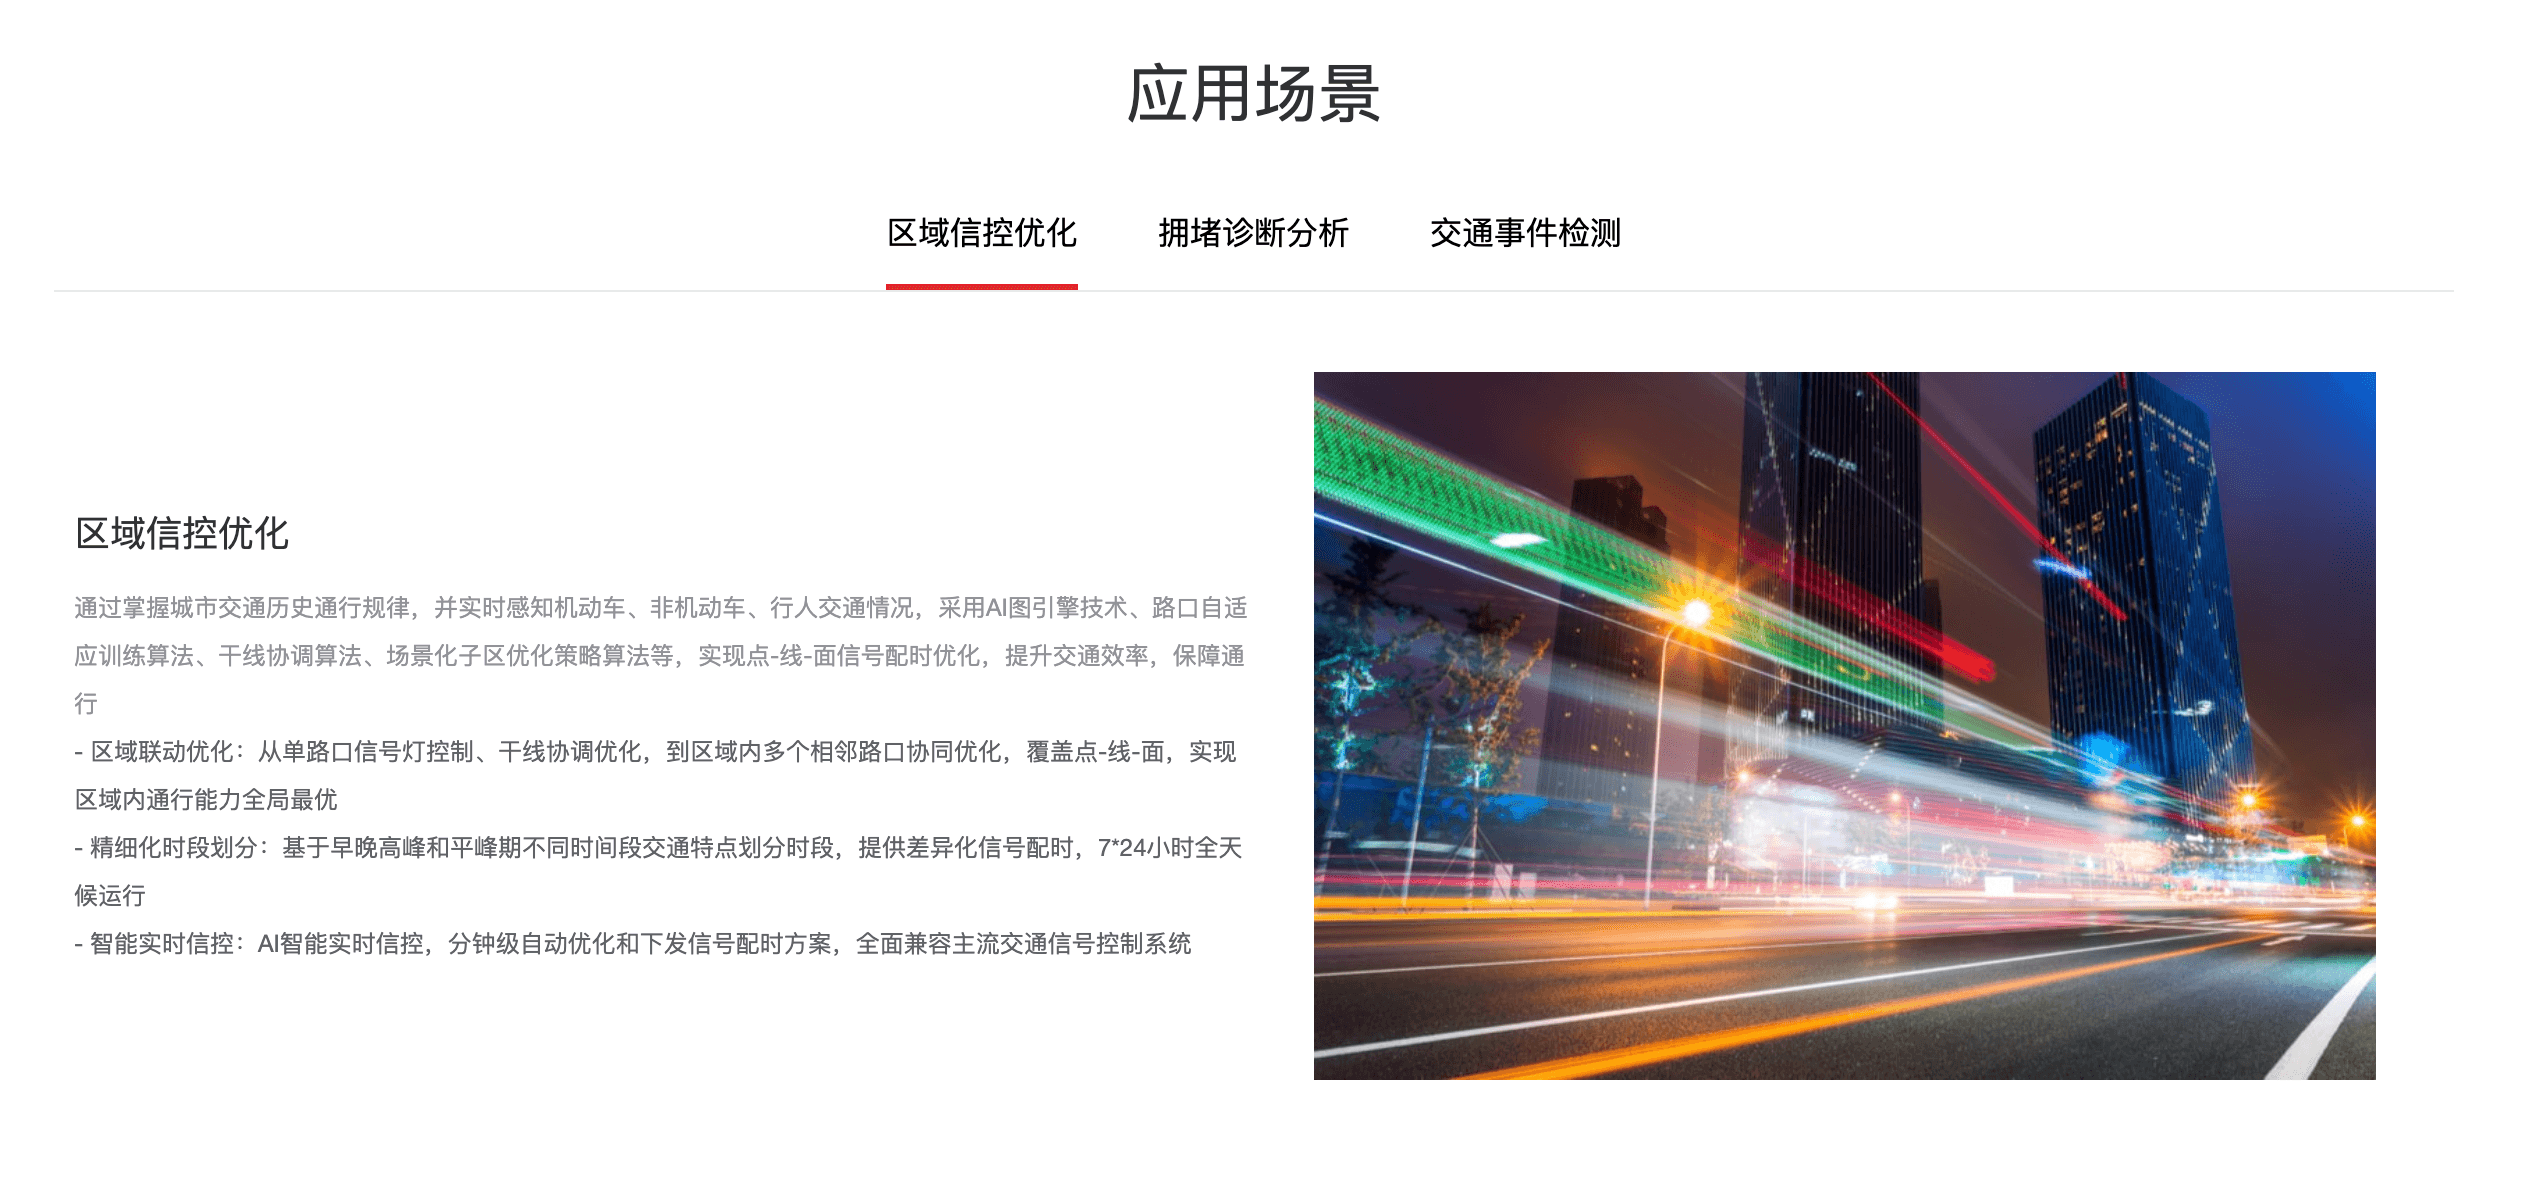 应用场景
区域信控优化
拥堵诊断分析
交通事件检测
区域信控优化
通过掌握城市交通历史通行规律，并实时感知机动车、非机动车、行人交通情况，采用AI图引擎技术、路口自适
应训练算法、干线协调算法、场景化子区优化策略算法等，实现点-线-面信号配时优化，提升交通效率，保障通
行
- 区域联动优化：从单路口信号灯控制、干线协调优化，到区域内多个相邻路口协同优化，覆盖点-线-面，实现
区域内通行能力全局最优
- 精细化时段划分：基于早晚高峰和平峰期不同时间段交通特点划分时段，提供差异化信号配时，7*24小时全天
候运行
- 智能实时信控：AI智能实时信控，分钟级自动优化和下发信号配时方案，全面兼容主流交通信号控制系统